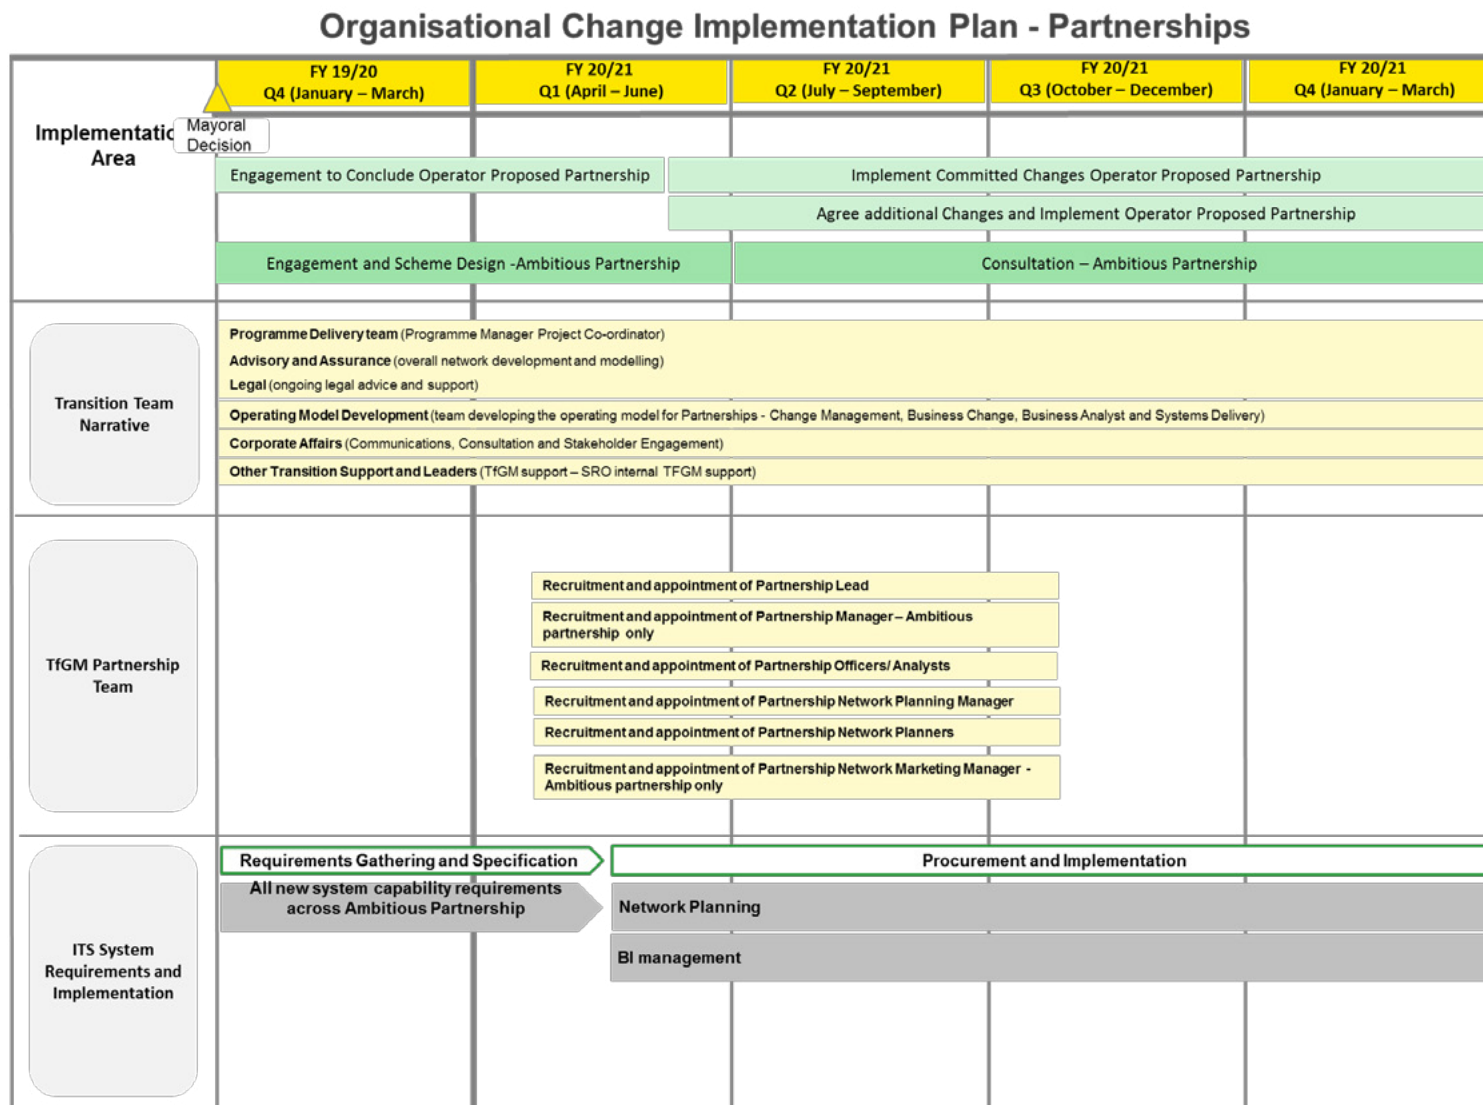 Organisational Change Implementation Plan - Partnerships
FY 19/20
Q4 (January – March)
FY 20/21
Q1 (April – June)
FY 20/21
Q2 (July – September)
FY 20/21
Q3 (October – December)
FY 20/21
Q4 (January – March)
Implementatio
Area
Mayoral
Decision
Engagement to Conclude Operator Proposed Partnership
Implement Committed Changes Operator Proposed Partnership
Agree additional Changes and Implement Operator Proposed Partnership
Engagement and Scheme Design -Ambitious Partnership
Consultation – Ambitious Partnership
Transition Team
Narrative
Programme Delivery team (Programme Manager Project Co-ordinator)
Advisory and Assurance (overall network development and modelling)
Legal (ongoing legal advice and support)
Operating Model Development (team developing the operating model for Partnerships - Change Management, Business Change, Business Analyst and Systems Delivery)
Corporate Affairs (Communications, Consultation and Stakeholder Engagement)
Other Transition Support and Leaders (TfGM support – SRO internal TFGM support)
TfGM Partnership
Team
Recruitment and appointment of Partnership Lead
Recruitment and appointment of Partnership Manager – Ambitious
partnership only
Recruitment and appointment of Partnership Officers/ Analysts
Recruitment and appointment of Partnership Network Planning Manager
Recruitment and appointment of Partnership Network Planners
Recruitment and appointment of Partnership Network Marketing Manager -
Ambitious partnership only
ITS System
Requirements and
Implementation
Requirements Gathering and Specification
Procurement and Implementation
All new system capability requirements
across Ambitious Partnership
Network Planning
BI management